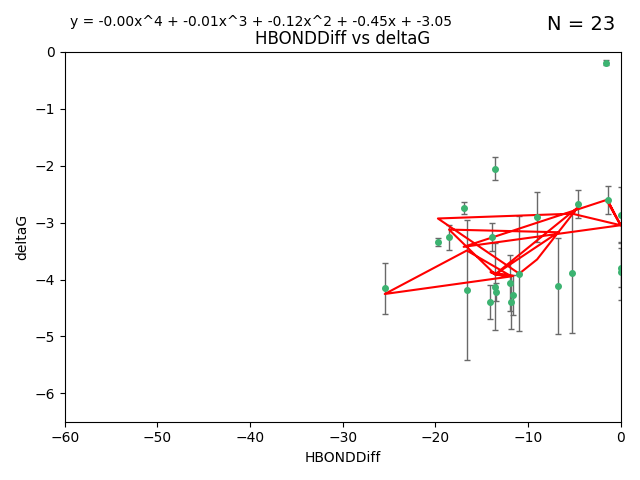 y = -0.00x^4 + -0.01x^3 + -0.12x^2 + -0.45x + -3.05
N = 23
HBONDDiff vs deltaG
0
−1
−2
−3
−4
−5
−6
deltaG
−60 −50 −40 −30 −20 −10 0
HBONDDiff